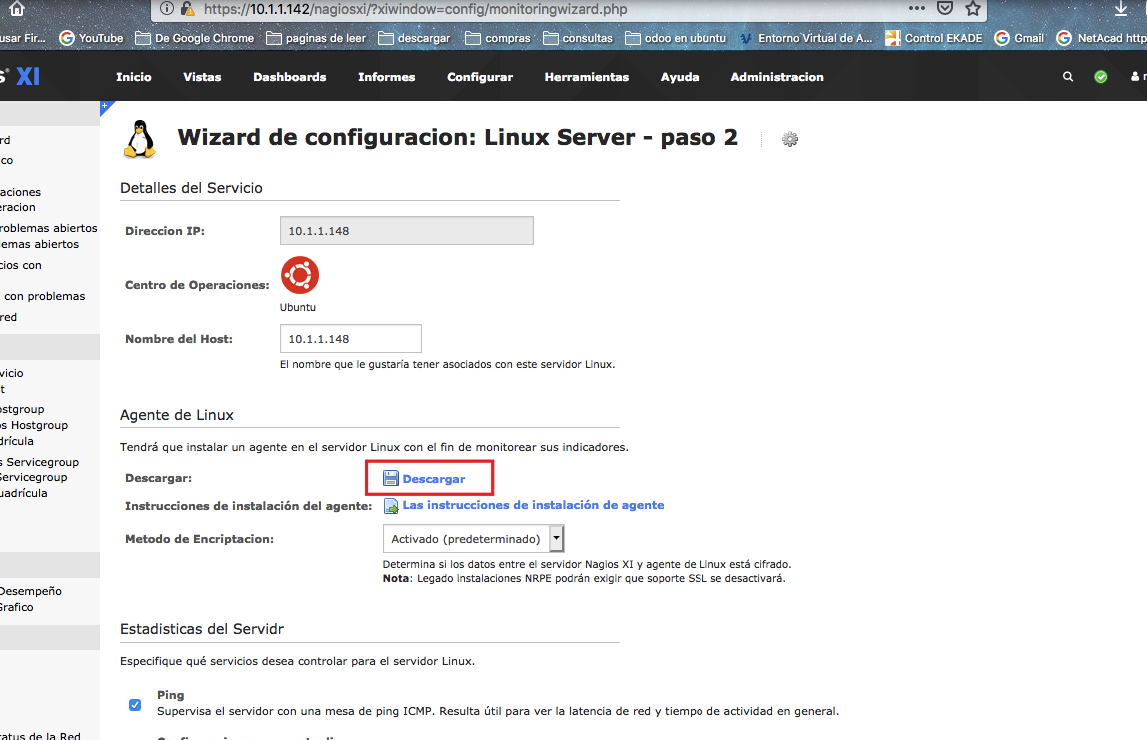 https://10.1.1.142/nagiosxi/?xiwindow=config/monitoringwizard.php
usar Fir... YouTube De Google Chrome paginas de leer descargar compras consultas odoo en ubuntu Entorno Virtual de A... Control EKADE Gmail NetAcad http
s® XI Inicio Vistas Dashboards Informes Configurar Herramientas Ayuda Administracion
rd
co
aciones
eracion
roblemas abiertos
lemas abiertos
cios con
con problemas
red
vicio
t
ostgroup
os Hostgroup
drícula
s Servicegroup
Servicegroup
uadrícula
Desempeño
Grafico
tatus de la Red
Wizard de configuracion: Linux Server - paso 2
Detalles del Servicio
Direccion IP: 10.1.1.148
Centro de Operaciones:
Ubuntu
Nombre del Host: 10.1.1.148
El nombre que le gustaría tener asociados con este servidor Linux.
Agente de Linux
Tendrá que instalar un agente en el servidor Linux con el fin de monitorear sus indicadores.
Descargar: Descargar
Instrucciones de instalación del agente: Las instrucciones de instalación de agente
Metodo de Encriptacion: Activado (predeterminado)
Determina si los datos entre el servidor Nagios XI y agente de Linux está cifrado.
Nota: Legado instalaciones NRPE podrán exigir que soporte SSL se desactivará.
Estadisticas del Servidr
Especifique qué servicios desea controlar para el servidor Linux.
Ping
Supervisa el servidor con una mesa de ping ICMP. Resulta útil para ver la latencia de red y tiempo de actividad en general.